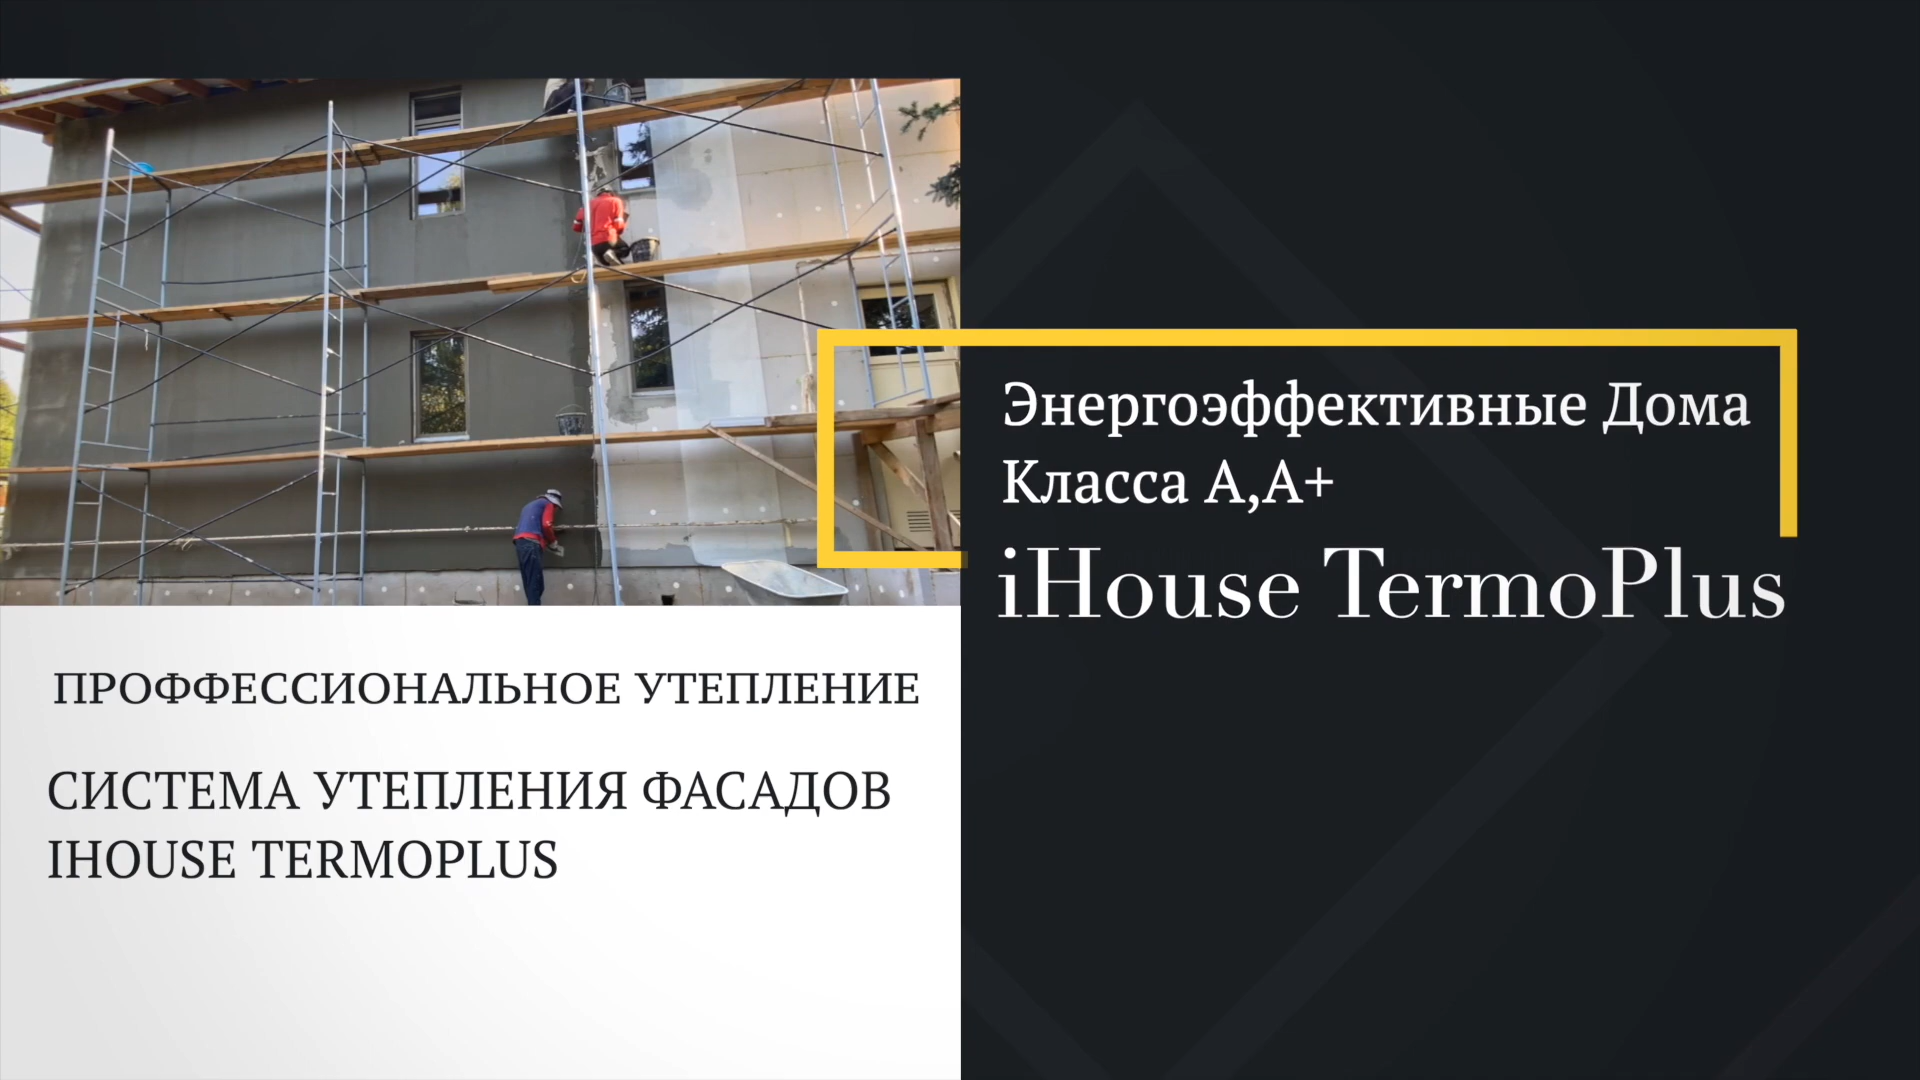 Энергоэффективные Дома
Класса А,А+
iHouse TermoPlus
ПРОФФЕССИОНАЛЬНОЕ УТЕПЛЕНИЕ
СИСТЕМА УТЕПЛЕНИЯ ФАСАДОВ
IHOUSE TERMOPLUS